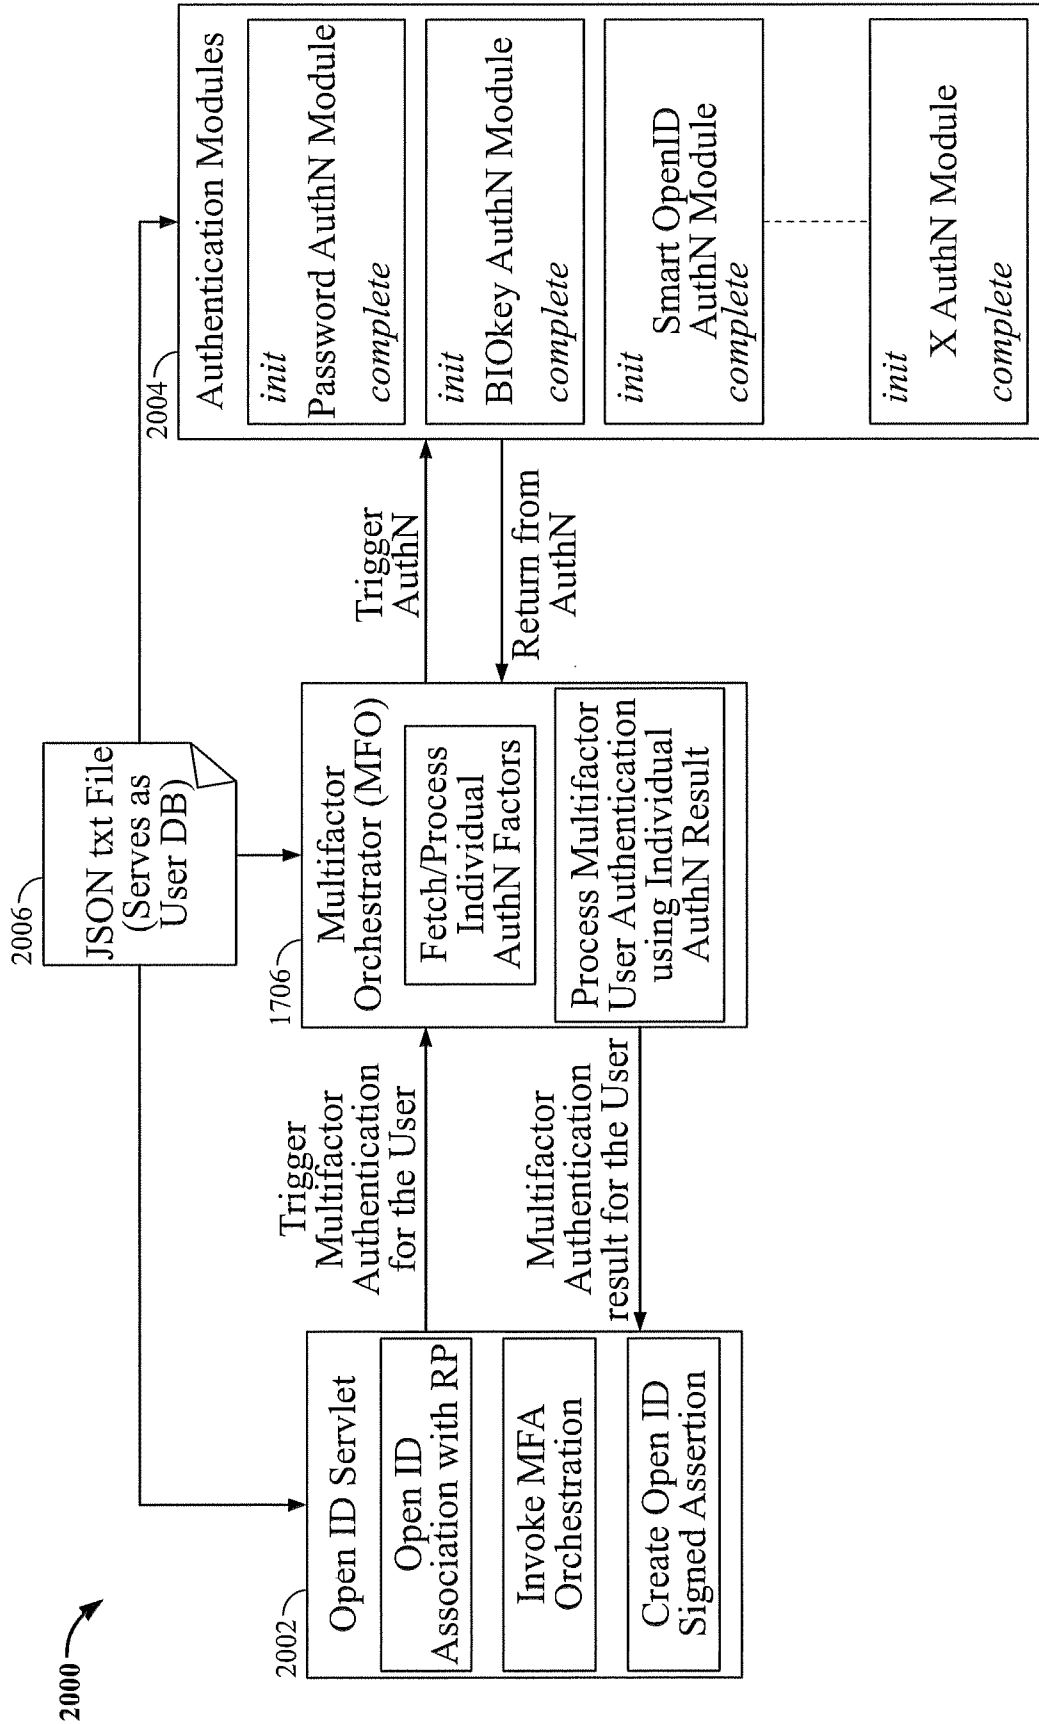 2000
2006
JSON txt File
(Serves as
User DB)
2002
Open ID Servlet
Open ID
Association with RP
Invoke MFA
Orchestration
Create Open ID
Signed Assertion
Trigger
Multifactor
Authentication
for the User
Multifactor
Authentication
result for the User
1706
Multifactor
Orchestrator (MFO)
Fetch/Process
Individual
AuthN Factors
Process Multifactor
User Authentication
using Individual
AuthN Result
Trigger
AuthN
Return from
AuthN
2004
Authentication Modules
init
Password AuthN Module
complete
init
BIOkey AuthN Module
complete
init
Smart OpenID
AuthN Module
complete
init
X AuthN Module
complete